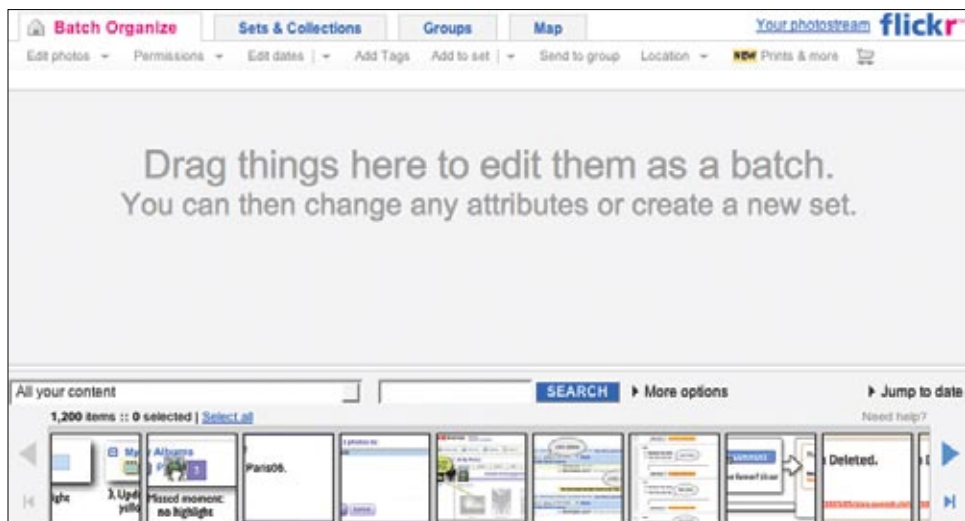 Batch Organize Sets & Collections Groups Map Your photostream flickr
Edit photos Permissions Edit dates | Add Tags Add to set | Send to group Location NEW Prints & more
Drag things here to edit them as a batch.
You can then change any attributes or create a new set.
All your content SEARCH More options Jump to date
1,200 items :: 0 selected | Select all Need help?
My Albums
Paris06.
Deleted.
Missed moment:
no highlight